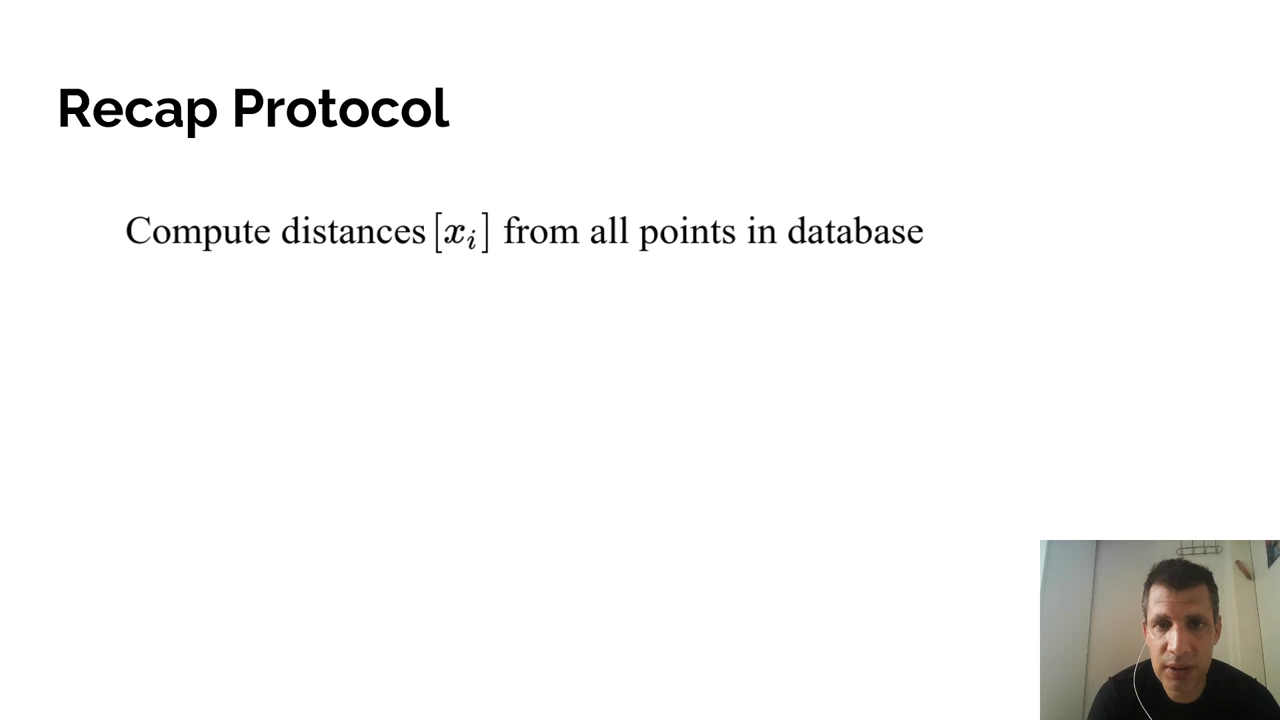 Recap Protocol
Compute distances [x_i] from all points in database